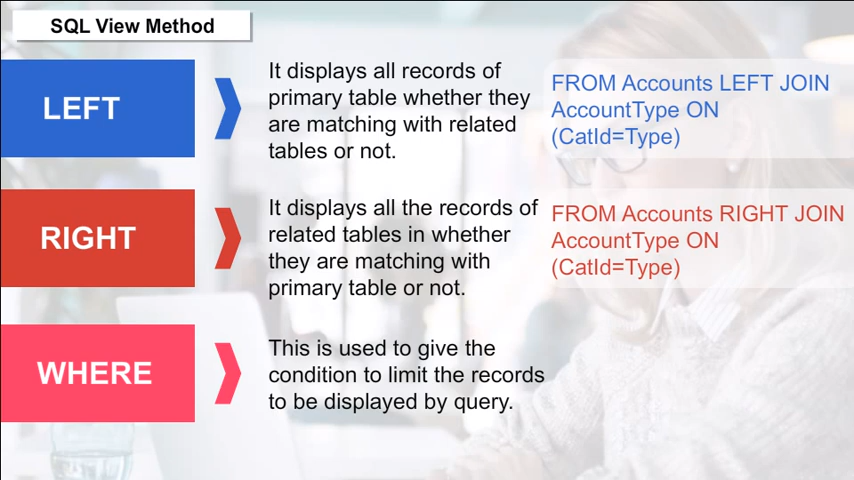 SQL View Method
LEFT
It displays all records of
primary table whether they
are matching with related
tables or not.
FROM Accounts LEFT JOIN
AccountType ON
(CatId=Type)
RIGHT
It displays all the records of
related tables in whether
they are matching with
primary table or not.
FROM Accounts RIGHT JOIN
AccountType ON
(CatId=Type)
WHERE
This is used to give the
condition to limit the records
to be displayed by query.